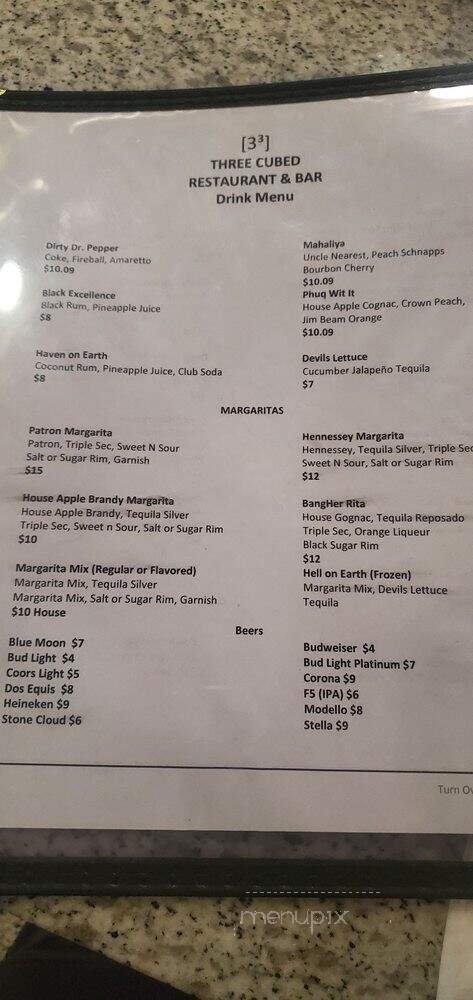 [3³]
THREE CUBED
RESTAURANT & BAR
Drink Menu
Dirty Dr. Pepper
Coke, Fireball, Amaretto
$10.09
Black Excellence
Black Rum, Pineapple Juice
$8
Haven on Earth
Coconut Rum, Pineapple Juice, Club Soda
$8
Mahaliya
Uncle Nearest, Peach Schnapps
Bourbon Cherry
$10.09
Phuq Wit It
House Apple Cognac, Crown Peach,
Jim Beam Orange
$10.09
Devils Lettuce
Cucumber Jalapeño Tequila
$7
MARGARITAS
Patron Margarita
Patron, Triple Sec, Sweet N Sour
Salt or Sugar Rim, Garnish
$15
House Apple Brandy Margarita
House Apple Brandy, Tequila Silver
Triple Sec, Sweet n Sour, Salt or Sugar Rim
$10
Margarita Mix (Regular or Flavored)
Margarita Mix, Tequila Silver
Margarita Mix, Salt or Sugar Rim, Garnish
$10 House
Hennessey Margarita
Hennessey, Tequila Silver, Triple Sec
Sweet N Sour, Salt or Sugar Rim
$12
BangHer Rita
House Gognac, Tequila Reposado
Triple Sec, Orange Liqueur
Black Sugar Rim
$12
Hell on Earth (Frozen)
Margarita Mix, Devils Lettuce
Tequila
Beers
Blue Moon $7
Bud Light $4
Coors Light $5
Dos Equis $8
Heineken $9
Stone Cloud $6
Budweiser $4
Bud Light Platinum $7
Corona $9
F5 (IPA) $6
Modello $8
Stella $9
Turn Ov
menupix